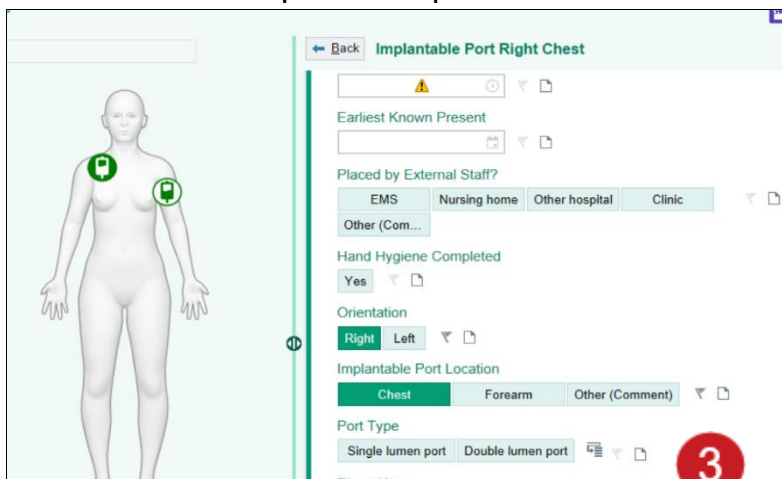 Back Implantable Port Right Chest
Earliest Known Present
Placed by External Staff?
EMS Nursing home Other hospital Clinic
Other (Com...
Hand Hygiene Completed
Yes
Orientation
Right Left
Implantable Port Location
Chest Forearm Other (Comment)
Port Type
Single lumen port Double lumen port
3